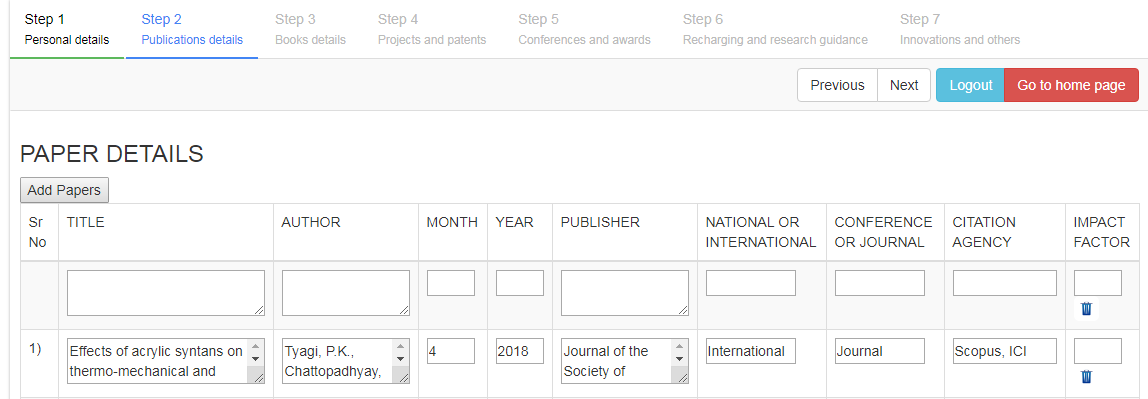 Step 1 Step 2 Step 3 Step 4 Step 5 Step 6 Step 7
Personal details Publications details Books details Projects and patents Conferences and awards Recharging and research guidance Innovations and others
Previous Next Logout Go to home page
PAPER DETAILS
Add Papers
Sr No TITLE AUTHOR MONTH YEAR PUBLISHER NATIONAL OR INTERNATIONAL CONFERENCE OR JOURNAL CITATION AGENCY IMPACT FACTOR
1) Effects of acrylic syntans on Tyagi, P.K., 4 2018 Journal of the International Journal Scopus, ICI
thermo-mechanical and Chattopadhyay, Society of